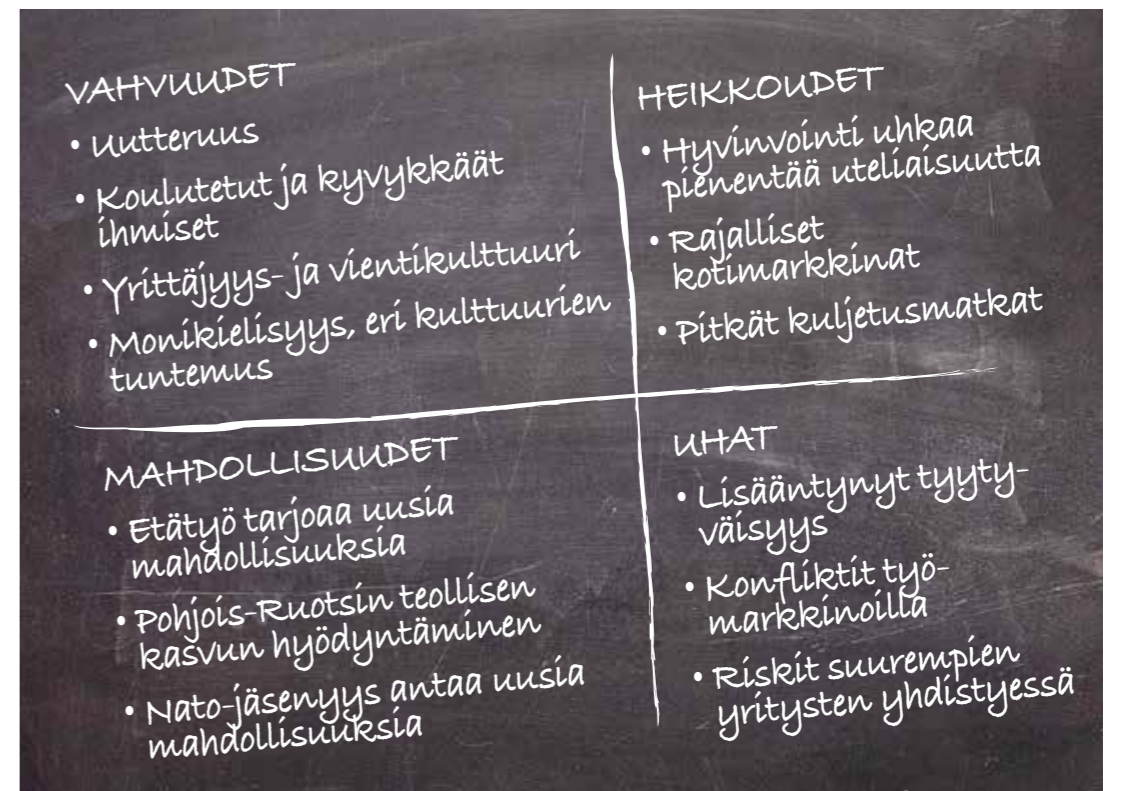 VAHVUUDET
• Uutteruus
• Koulutetut ja kyvykkäät
ihmiset
• Yrittäjyys- ja vientikulttuuri
• Monikielisyys, eri kulttuurien
tuntemus
HEIKKOUDET
• Hyvinvointi uhkaa
pienentää uteliaisuutta
• Rajalliset
kotimarkkinat
• Pitkät kuljetusmatkat
MAHDOLLISUUDET
• Etätyö tarjoaa uusia
mahdollisuuksia
• Pohjois-Ruotsin teollisen
kasvun hyödyntäminen
• Nato-jäsenyys antaa uusia
mahdollisuuksia
UHAT
• Lisääntynyt tyyty-
väisyys
• Konfliktit työ-
markkinoilla
• Riskit suurempien
yritysten yhdistyessä